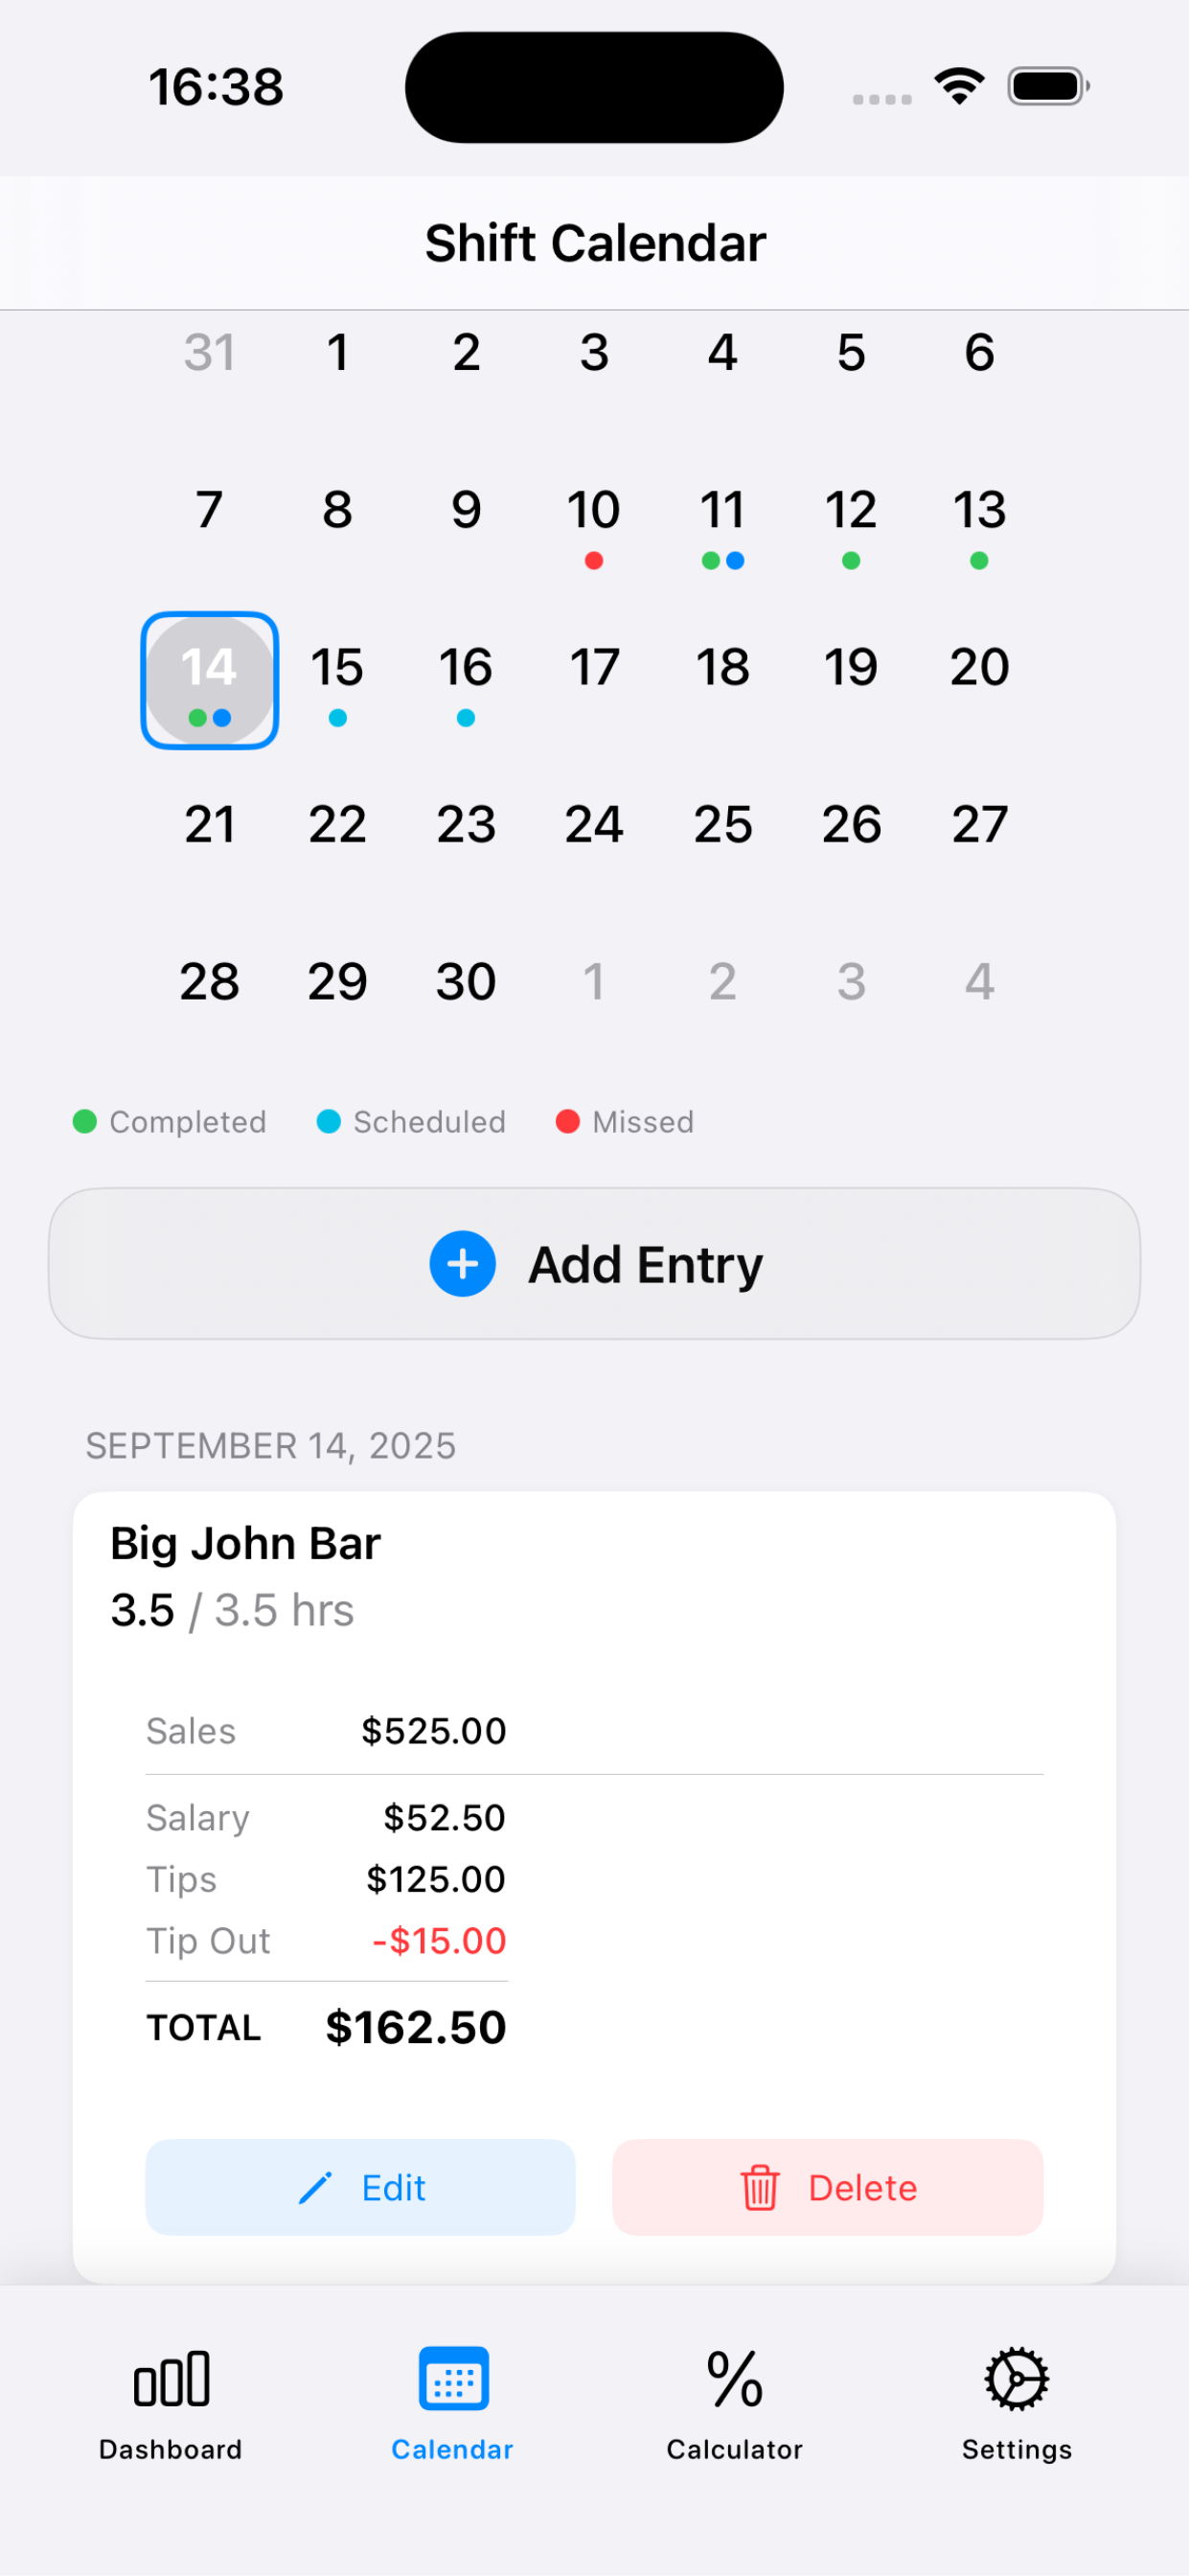 16:38
Shift Calendar
31 1 2 3 4 5 6
7 8 9 10 11 12 13
14 15 16 17 18 19 20
21 22 23 24 25 26 27
28 29 30 1 2 3 4
Completed Scheduled Missed
Add Entry
SEPTEMBER 14, 2025
Big John Bar
3.5 / 3.5 hrs
Sales $525.00
Salary $52.50
Tips $125.00
Tip Out -$15.00
TOTAL $162.50
Edit Delete
Dashboard Calendar Calculator Settings